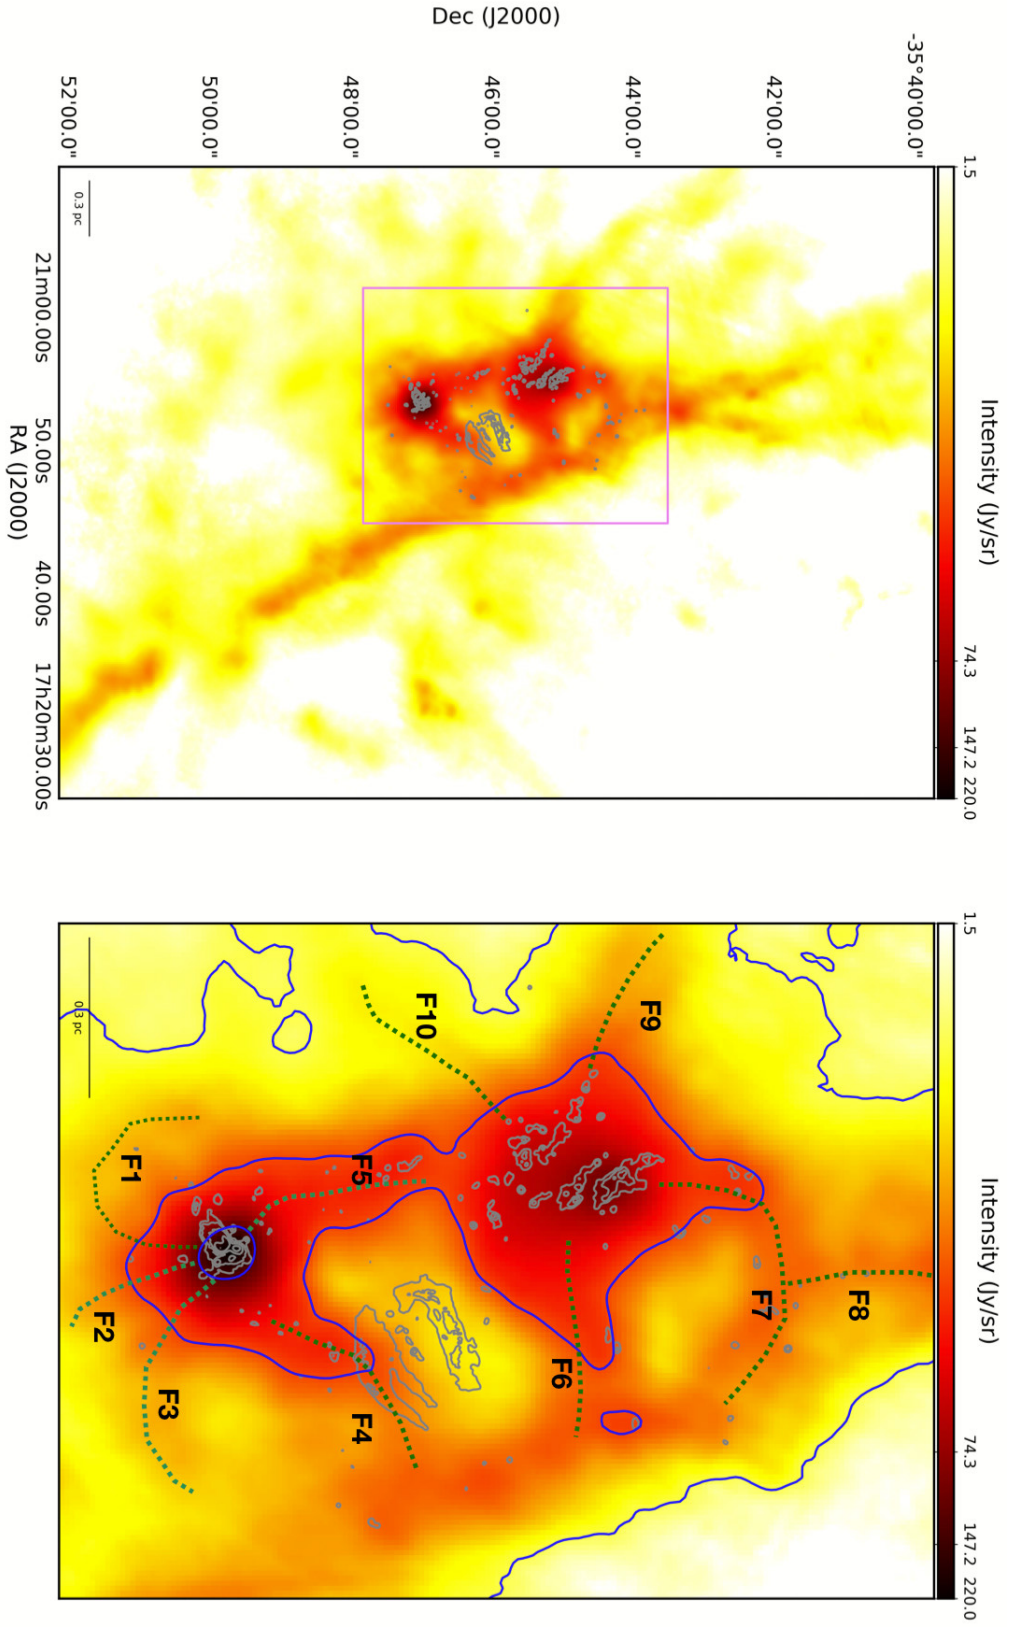 Dec (J2000)
-35°40'00.0"
42'00.0"
44'00.0"
46'00.0"
48'00.0"
50'00.0"
52'00.0"
0.3 pc
21m00.00s
50.00s
40.00s
17h20m30.00s
RA (J2000)
1.5
74.3
147.2
220.0
Intensity (Jy/sr)
0.3 pc
F1
F2
F3
F4
F5
F6
F7
F8
F9
F10
1.5
74.3
147.2
220.0
Intensity (Jy/sr)